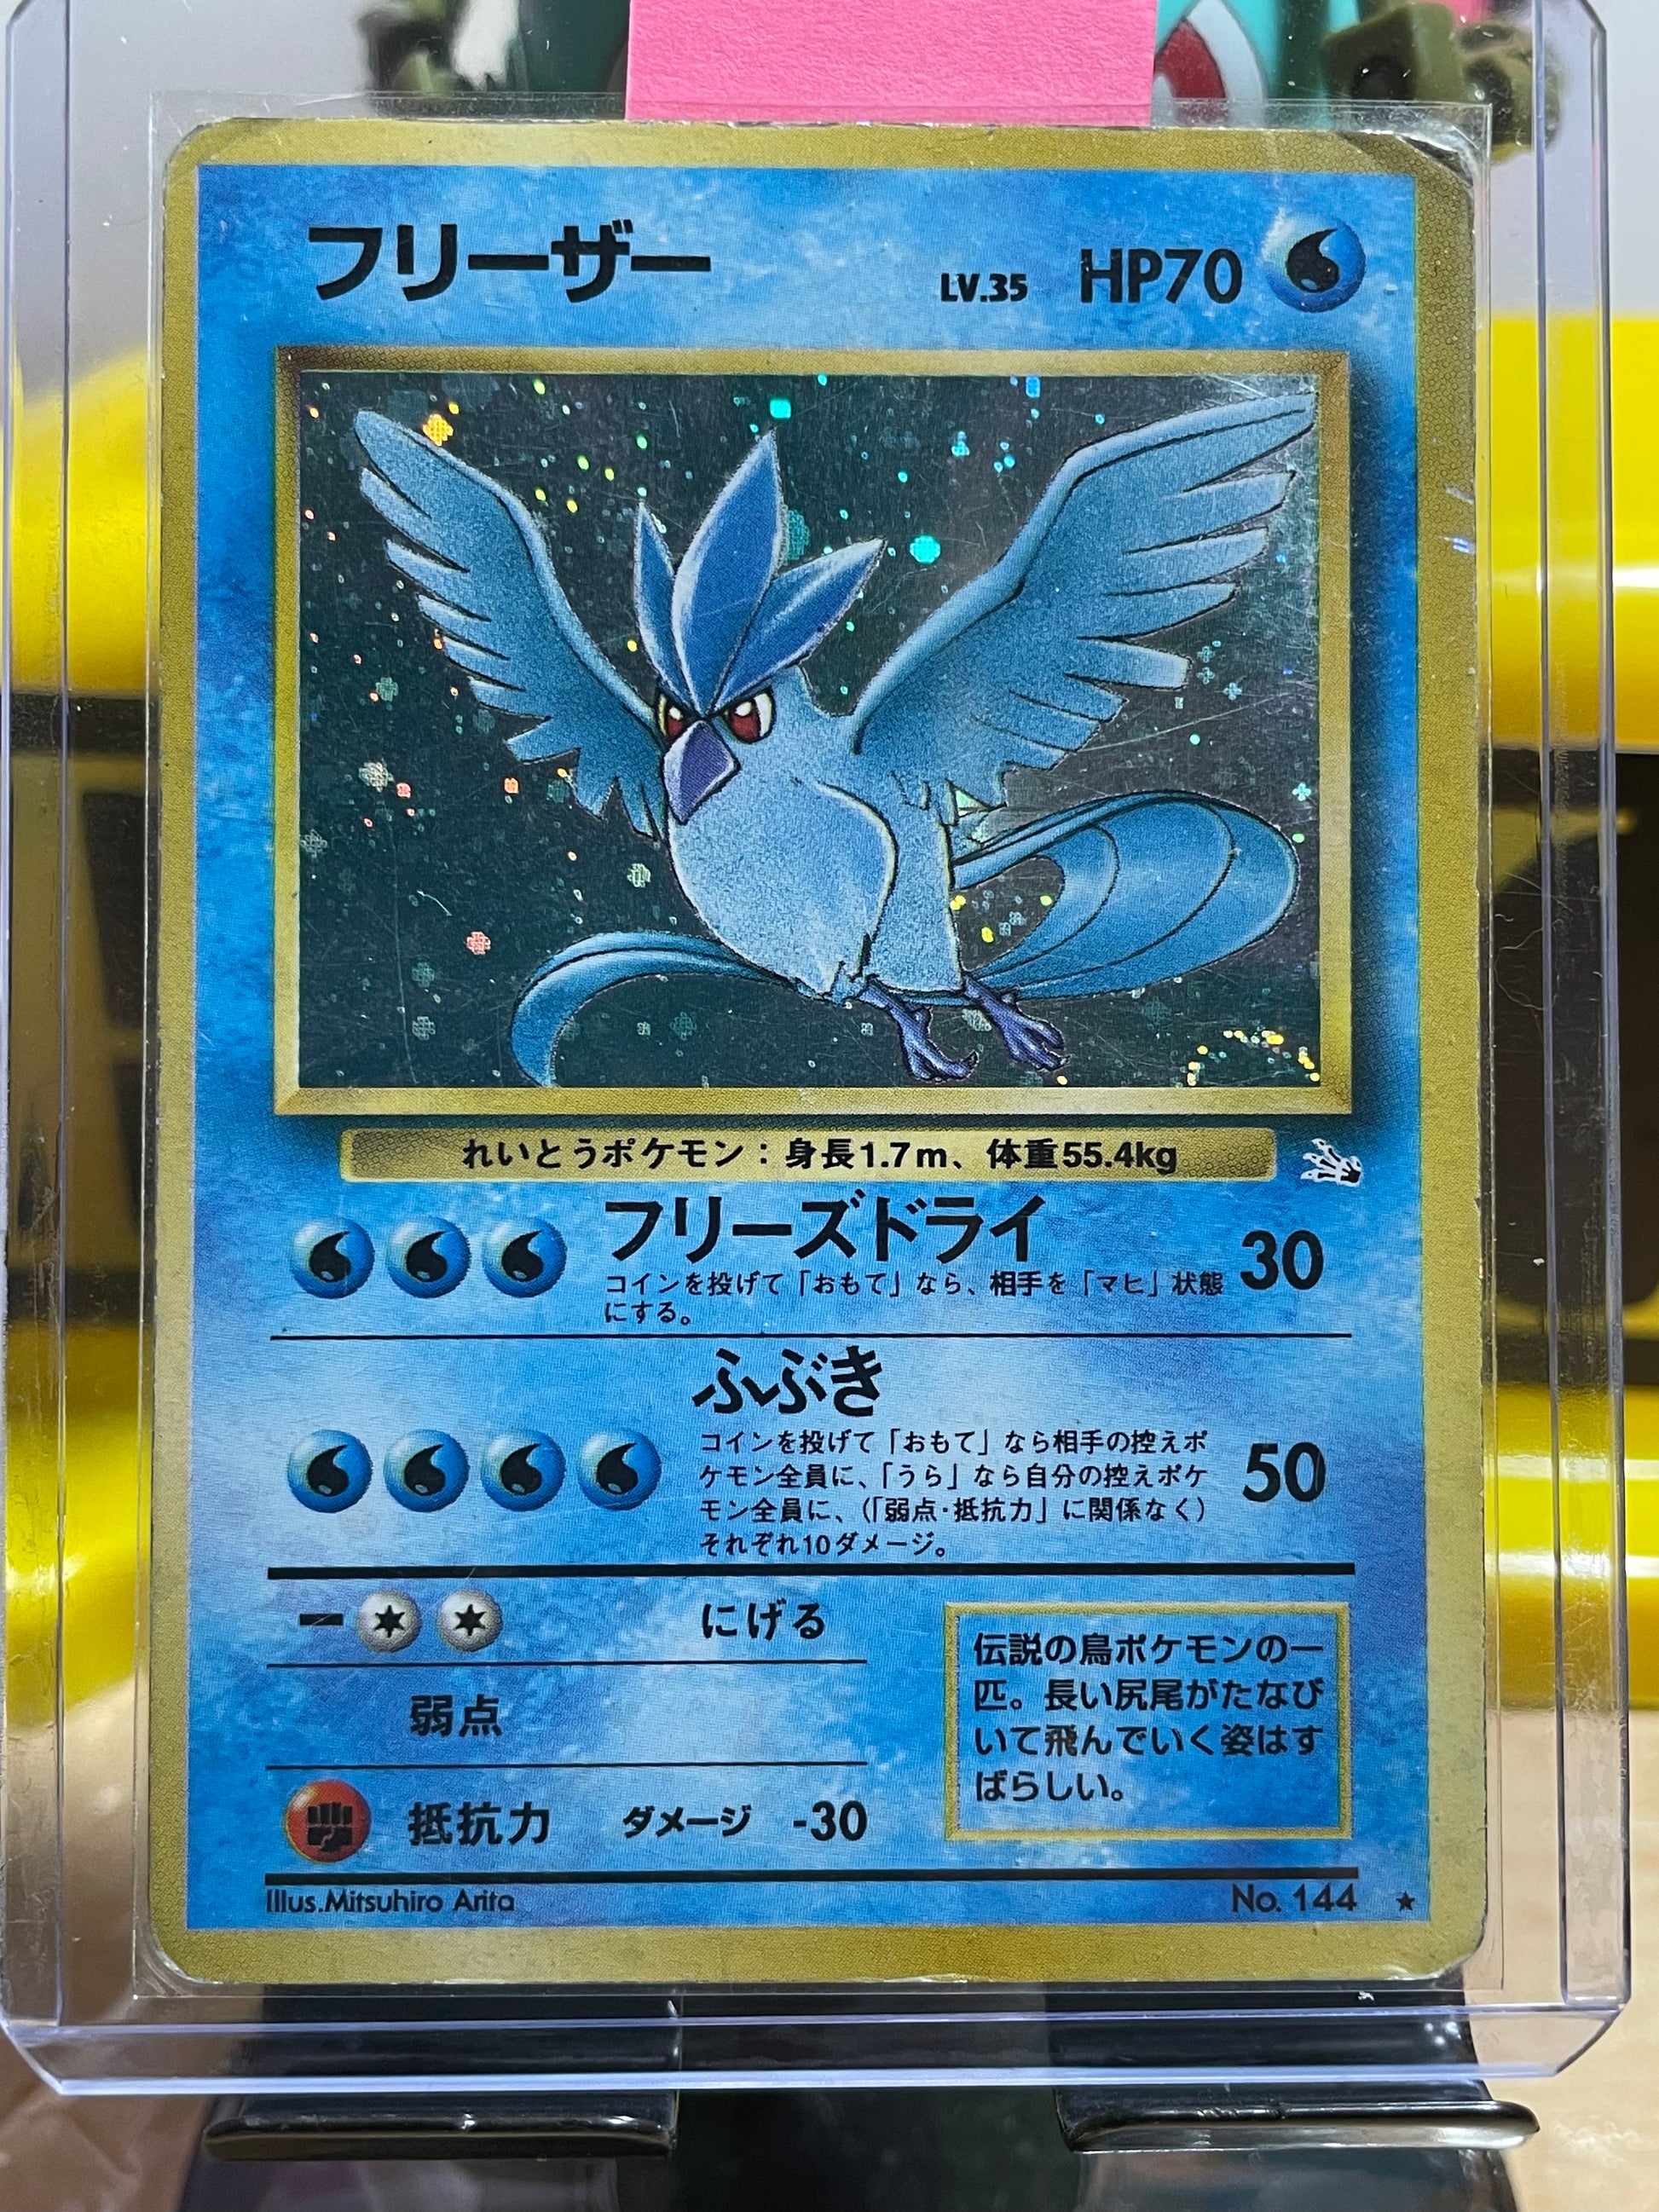 フリーザー LV.35 HP70
れいとうポケモン：身長1.7m、体重55.4kg
フリーズドライ 30
コインを投げて「おもて」なら、相手を「マヒ」状態
にする。
ふぶき
コインを投げて「おもて」なら相手の控えポ
ケモン全員に、「うら」なら自分の控えポケ
モン全員に、（「弱点·抵抗力」に関係なく）
それぞれ10ダメージ。
50
にげる
弱点
抵抗力 ダメージ -30
伝説の鳥ポケモンの一
匹。長い尻尾がたなび
いて飛んでいく姿はす
ばらしい。
Illus.Mitsuhiro Arita No. 144 ★